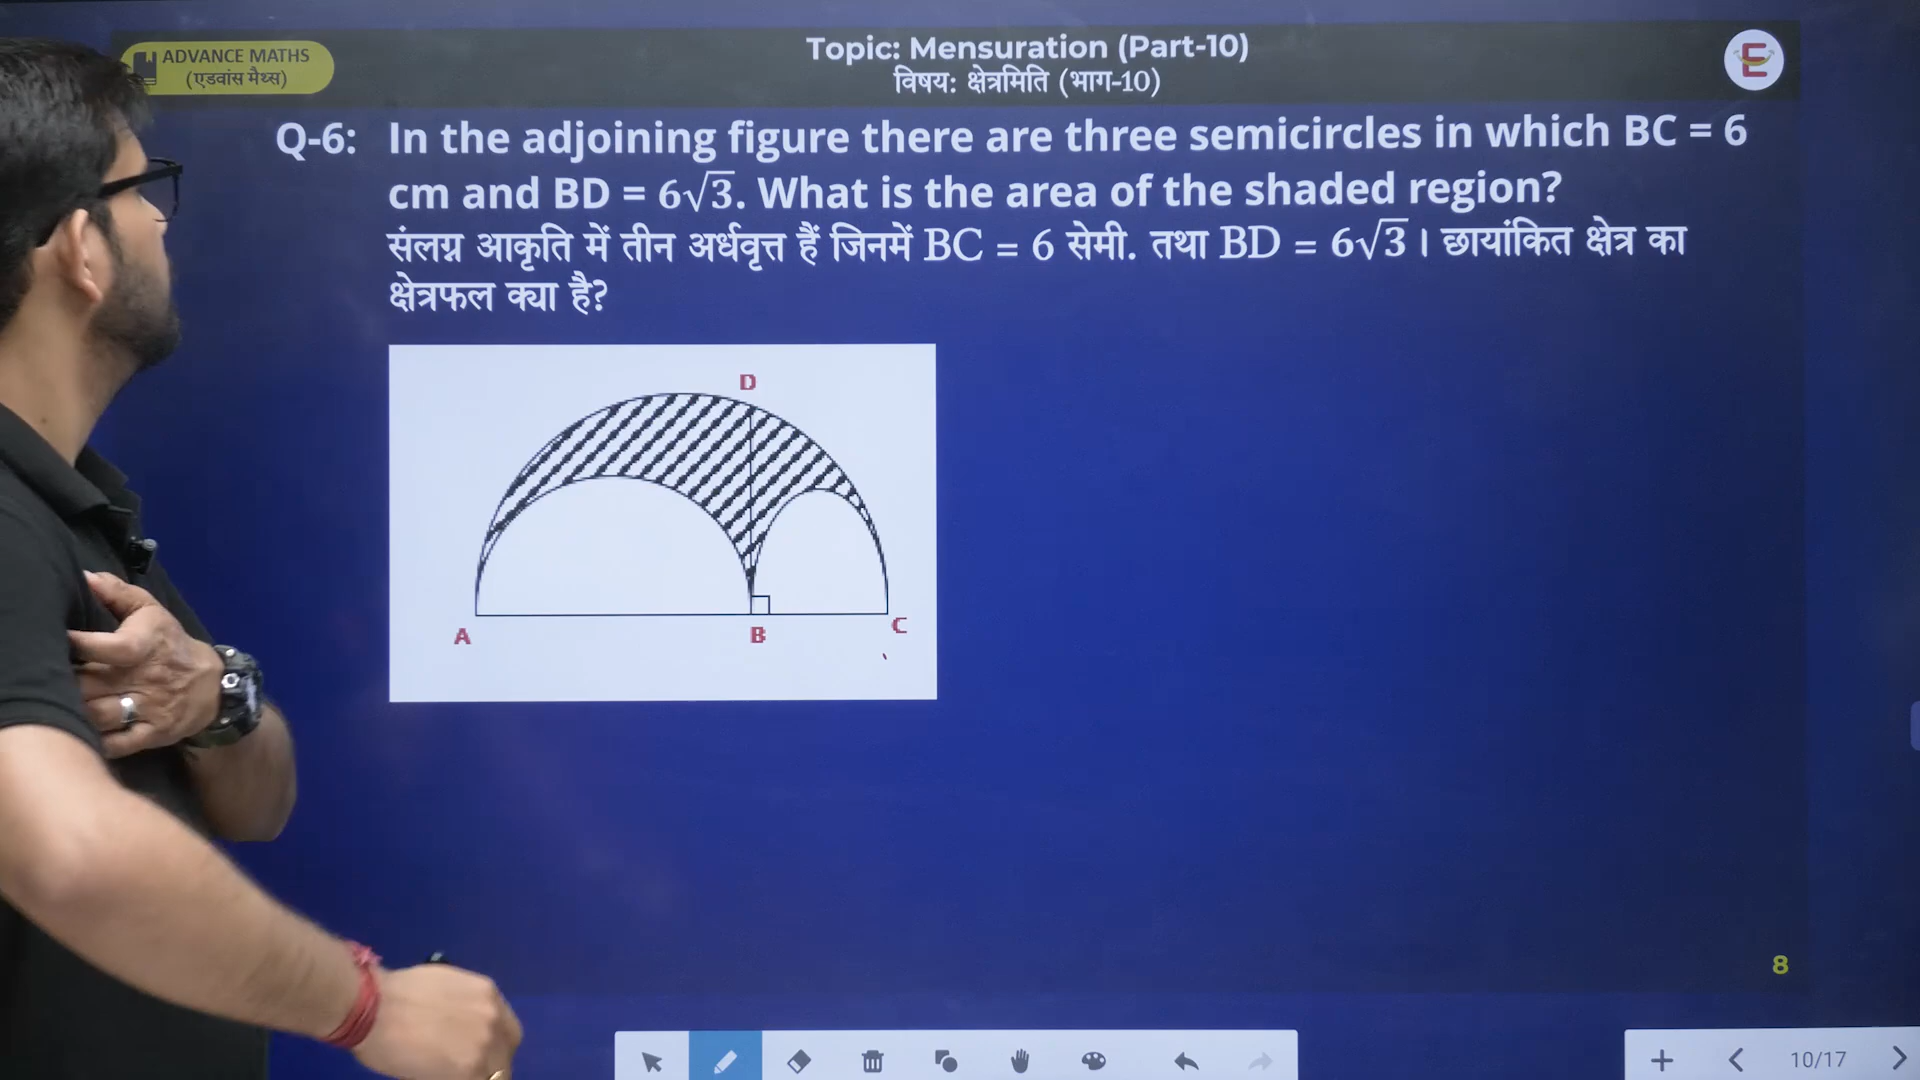 ADVANCE MATHS
(एडवांस मैथ्स)
Topic: Mensuration (Part-10)
विषय: क्षेत्रमिति (भाग-10)
E
Q-6: In the adjoining figure there are three semicircles in which BC = 6
cm and BD = 6√3. What is the area of the shaded region?
संलग्न आकृति में तीन अर्धवृत्त हैं जिनमें BC = 6 सेमी. तथा BD = 6√3। छायांकित क्षेत्र का
क्षेत्रफल क्या है?
D
A
B
C
8
10/17